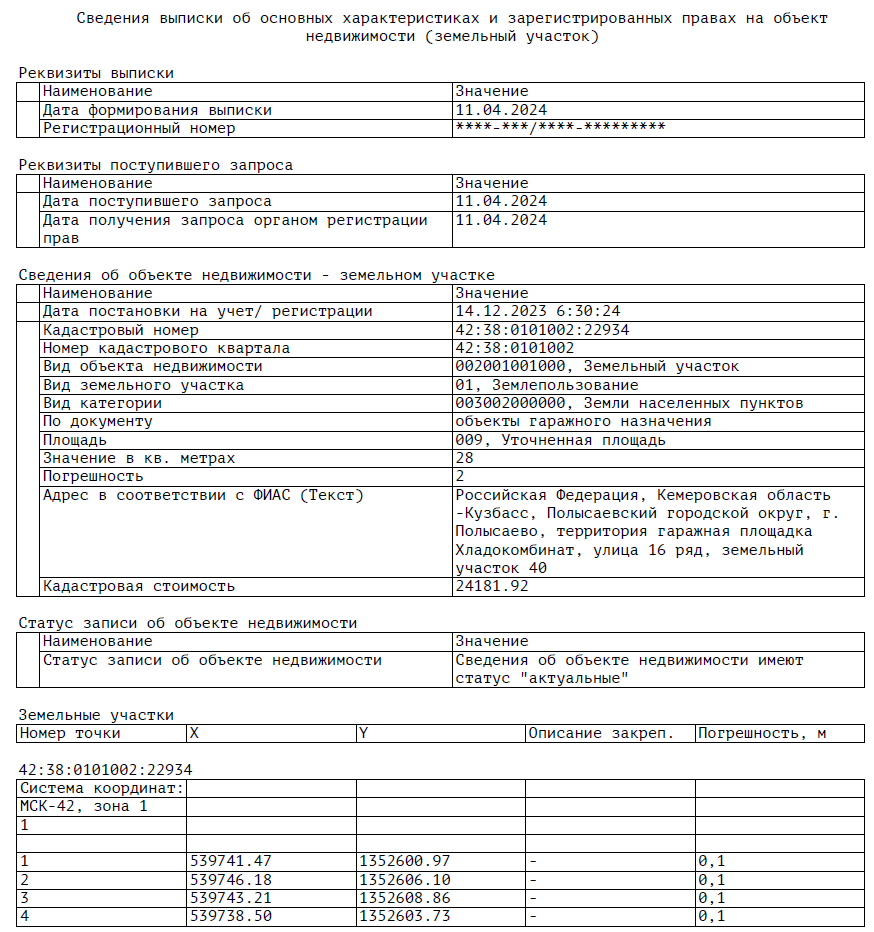 Сведения выписки об основных характеристиках и зарегистрированных правах на объект
недвижимости (земельный участок)
Реквизиты выписки
Наименование Значение
Дата формирования выписки 11.04.2024
Регистрационный номер ****-***/****-*********
Реквизиты поступившего запроса
Наименование Значение
Дата поступившего запроса 11.04.2024
Дата получения запроса органом регистрации 11.04.2024
прав
Сведения об объекте недвижимости - земельном участке
Наименование Значение
Дата постановки на учет/ регистрации 14.12.2023 6:30:24
Кадастровый номер 42:38:0101002:22934
Номер кадастрового квартала 42:38:0101002
Вид объекта недвижимости 002001001000, Земельный участок
Вид земельного участка 01, Землепользование
Вид категории 003002000000, Земли населенных пунктов
По документу объекты гаражного назначения
Площадь 009, Уточненная площадь
Значение в кв. метрах 28
Погрешность 2
Адрес в соответствии с ФИАС (Текст) Российская Федерация, Кемеровская область
-Кузбасс, Полысаевский городской округ, г.
Полысаево, территория гаражная площадка
Хладокомбинат, улица 16 ряд, земельный
участок 40
Кадастровая стоимость 24181.92
Статус записи об объекте недвижимости
Наименование Значение
Статус записи об объекте недвижимости Сведения об объекте недвижимости имеют
статус "актуальные"
Земельные участки
Номер точки X Y Описание закреп. Погрешность, м
42:38:0101002:22934
Система координат:
МСК-42, зона 1
1
1 539741.47 1352600.97 - 0,1
2 539746.18 1352606.10 - 0,1
3 539743.21 1352608.86 - 0,1
4 539738.50 1352603.73 - 0,1